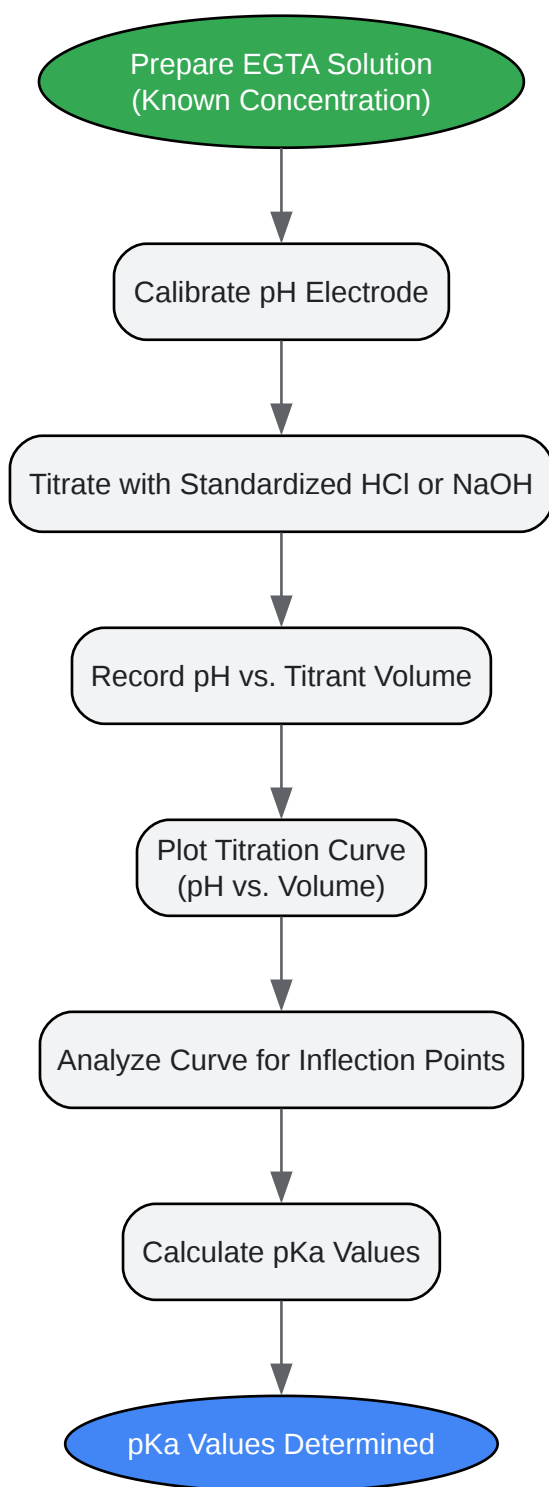 Prepare EGTA Solution
(Known Concentration)
Calibrate pH Electrode
Titrate with Standardized HCl or NaOH
Record pH vs. Titrant Volume
Plot Titration Curve
(pH vs. Volume)
Analyze Curve for Inflection Points
Calculate pKa Values
pKa Values Determined